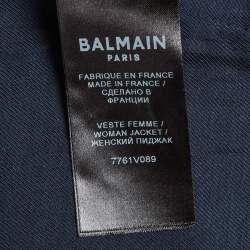 BALMAIN
PARIS
FABRIQUE EN FRANCE
MADE IN FRANCE /
СДЕЛАНО В
ФРАНЦИИ
VESTE FEMME /
WOMAN JACKET /
ЖЕНСКИЙ ПИДЖАК
7761V089